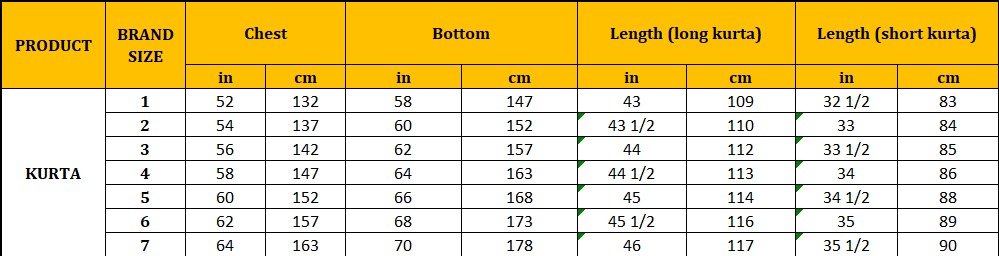 PRODUCT BRAND SIZE Chest Bottom Length (long kurta) Length (short kurta)
in cm in cm in cm in cm
KURTA
1 52 132 58 147 43 109 32 1/2 83
2 54 137 60 152 43 1/2 110 33 84
3 56 142 62 157 44 112 33 1/2 85
4 58 147 64 163 44 1/2 113 34 86
5 60 152 66 168 45 114 34 1/2 88
6 62 157 68 173 45 1/2 116 35 89
7 64 163 70 178 46 117 35 1/2 90